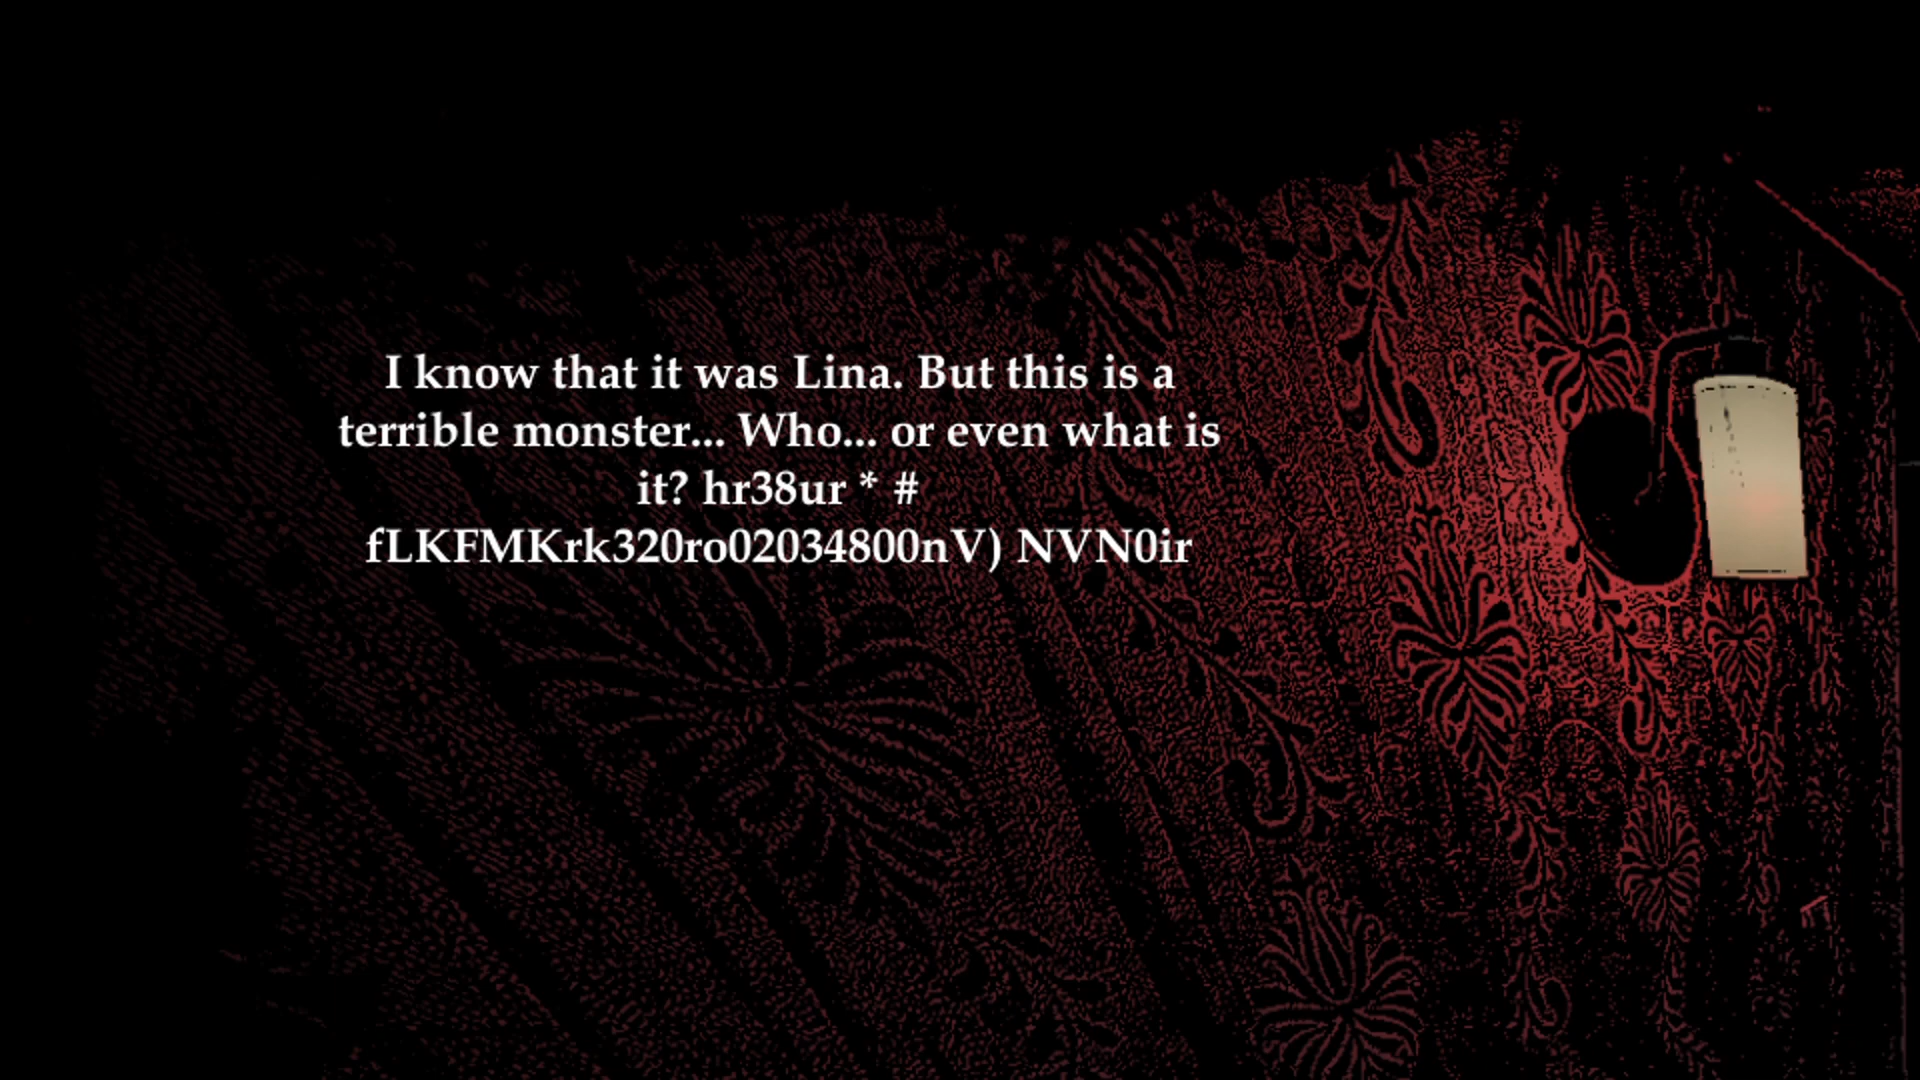 I know that it was Lina. But this is a
terrible monster... Who... or even what is
it? hr38ur * #
fLKFMKrk320ro02034800nV) NVN0ir